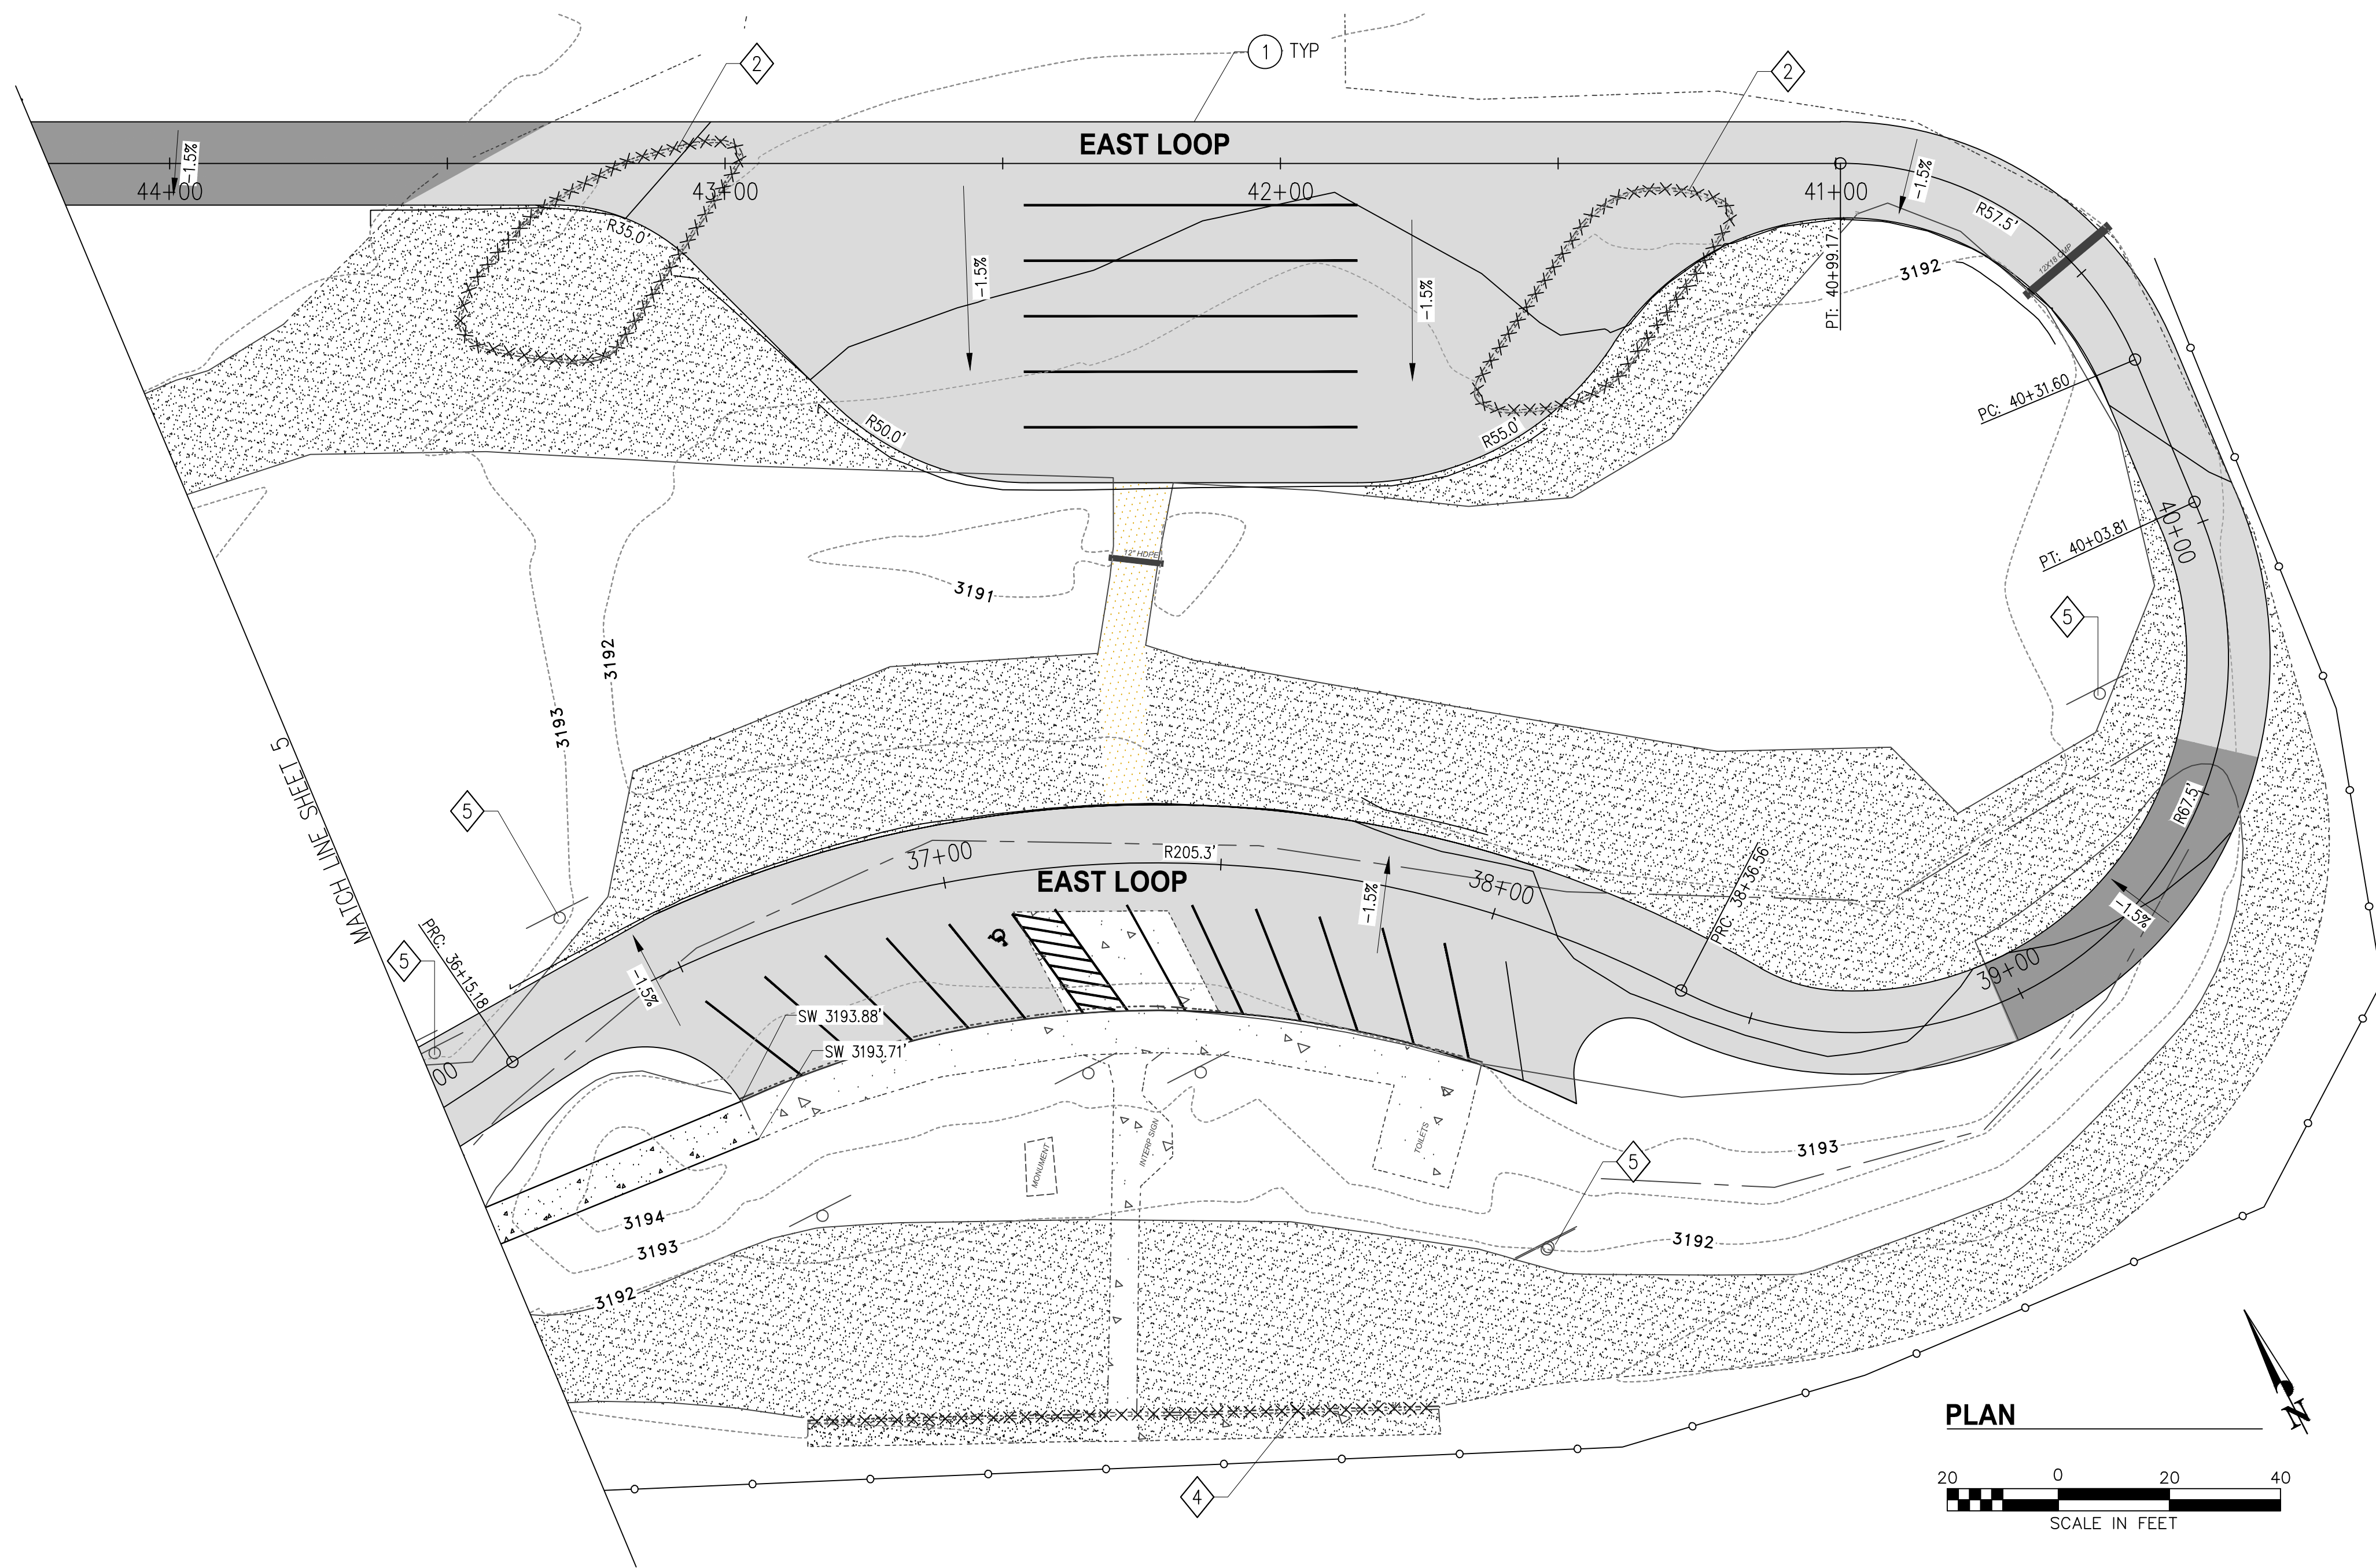 2
1 TYP
2
EAST LOOP
-1.5%
44+00
43+00
42+00
41+00
-1.5%
R57.5'
R35.0'
12X18 CMP
PT: 40+99.17
3192
-1.5%
-1.5%
PC: 40+31.60
R50.0'
R55.0'
40+00
PT: 40+03.81
12" HDPE
3191
5
3192
3193
MATCH LINE SHEET 5
5
R67.5'
37+00
R205.3'
EAST LOOP
38+00
PRC: 38+36.56
-1.5%
-1.5%
39+00
5
PRC: 36+15.18
-1.5%
SW 3193.88'
SW 3193.71'
00
MONUMENT
INTERP SIGN
TOILETS
3193
5
3194
3193
3192
3192
4
N
PLAN
20 0 20 40
SCALE IN FEET